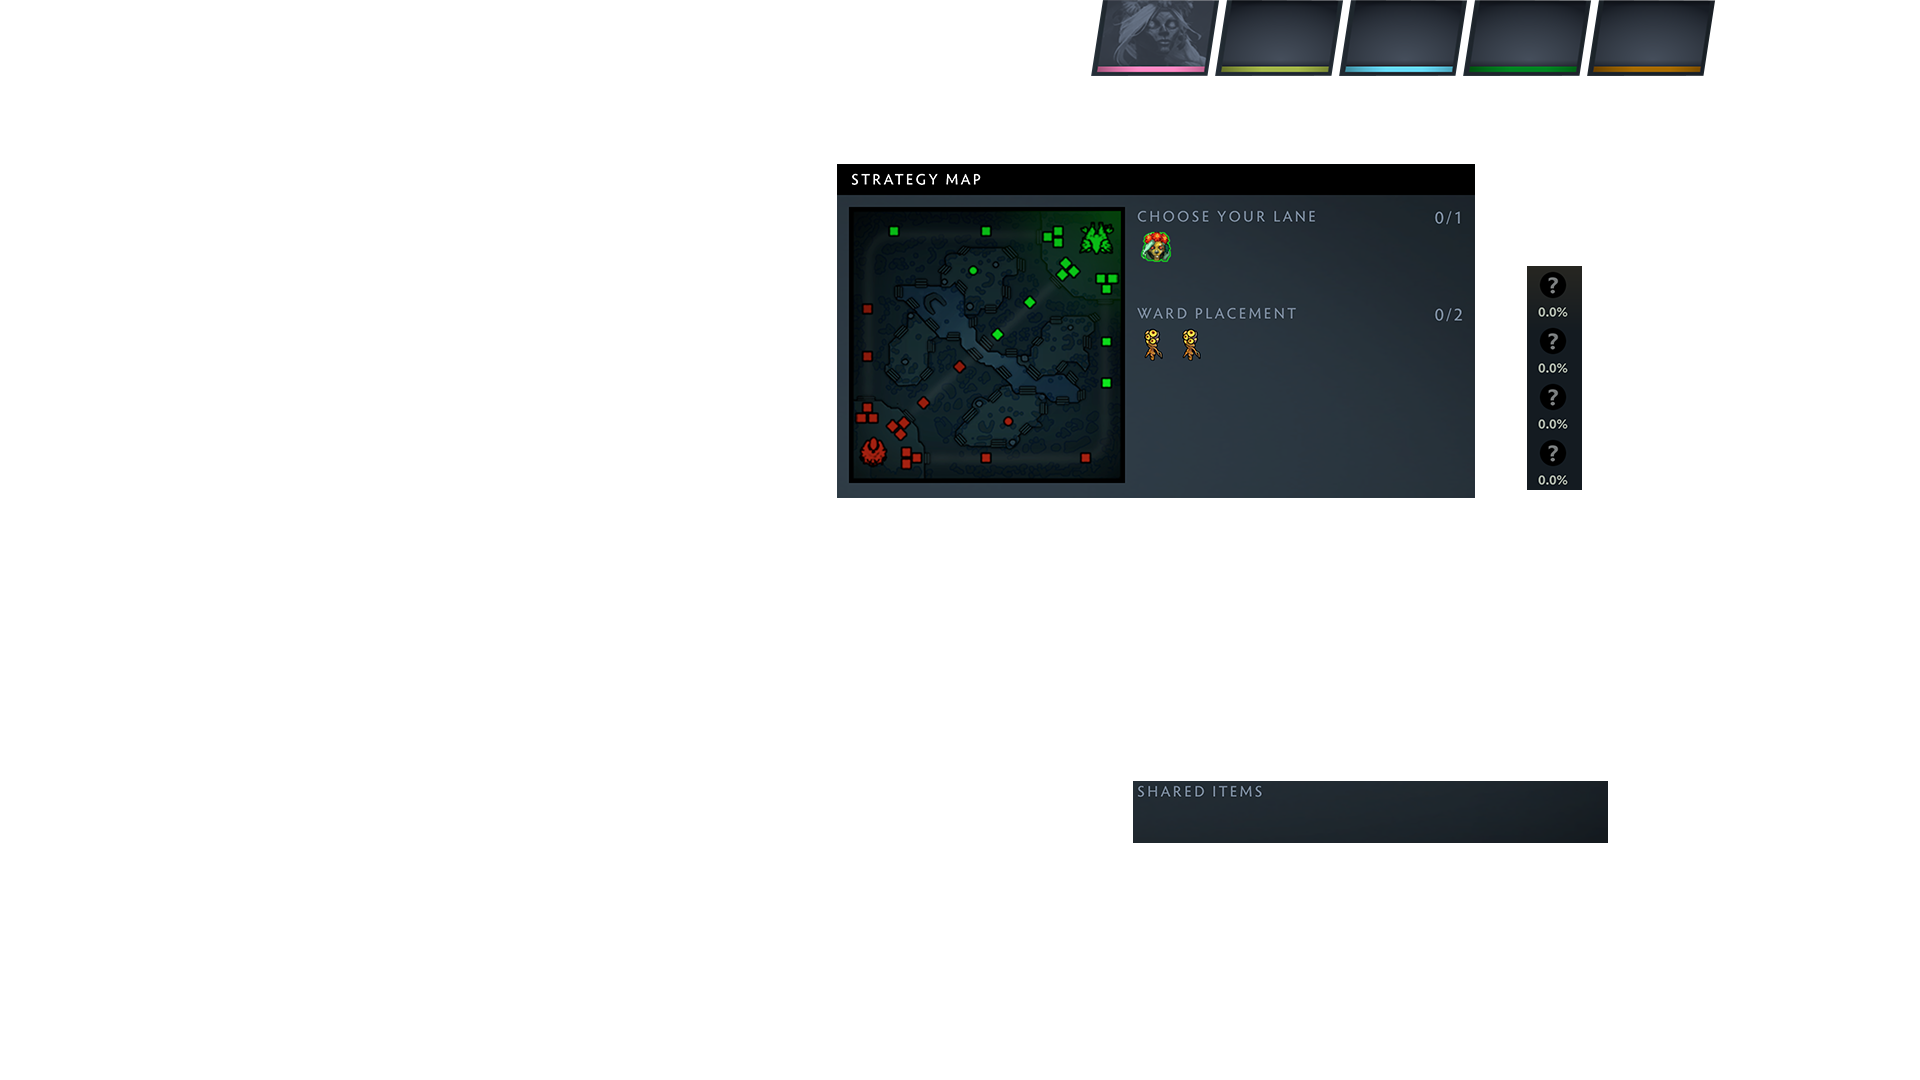 STRATEGY MAP
CHOOSE YOUR LANE 0/1
WARD PLACEMENT 0/2
?
0.0%
?
0.0%
?
0.0%
?
0.0%
SHARED ITEMS